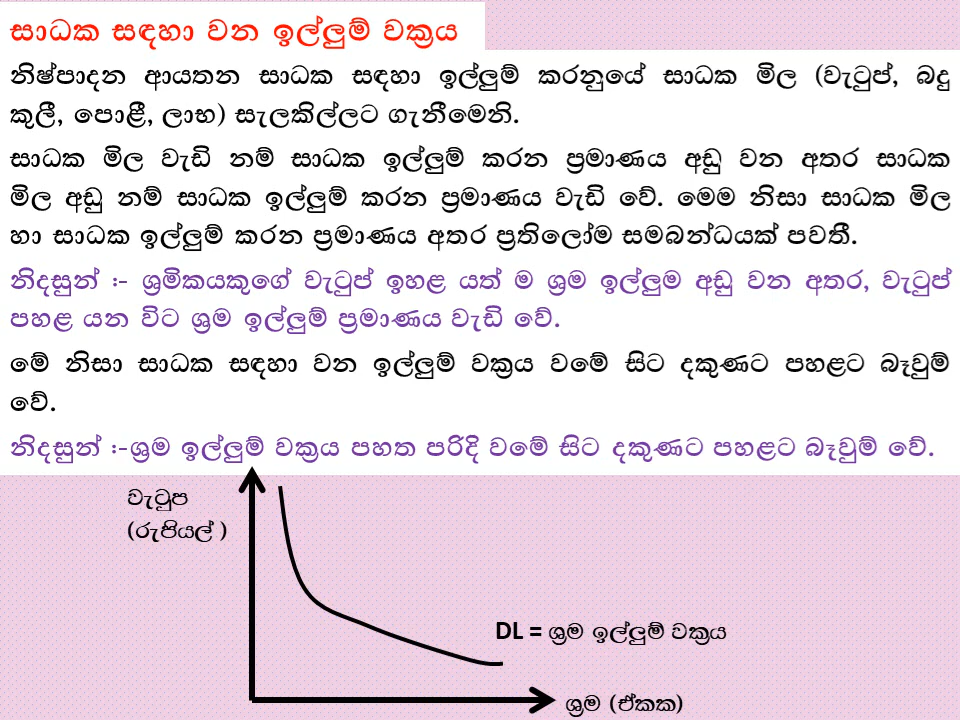 සාධක සඳහා වන ඉල්ලුම් වක්‍රය
නිෂ්පාදන ආයතන සාධක සඳහා ඉල්ලුම් කරනුයේ සාධක මිල (වැටුප්, බදු
කුලී, පොළී, ලාභ) සැලකිල්ලට ගැනීමෙනි.
සාධක මිල වැඩි නම් සාධක ඉල්ලුම් කරන ප්‍රමාණය අඩු වන අතර සාධක
මිල අඩු නම් සාධක ඉල්ලුම් කරන ප්‍රමාණය වැඩි වේ. මෙම නිසා සාධක මිල
හා සාධක ඉල්ලුම් කරන ප්‍රමාණය අතර ප්‍රතිලෝම සමබන්ධයක් පවතී.
නිදසුන් :- ශ්‍රමිකයකුගේ වැටුප් ඉහළ යත් ම ශ්‍රම ඉල්ලුම අඩු වන අතර, වැටුප්
පහළ යන විට ශ්‍රම ඉල්ලුම් ප්‍රමාණය වැඩි වේ.
මේ නිසා සාධක සඳහා වන ඉල්ලුම් වක්‍රය වමේ සිට දකුණට පහළට බෑවුම්
වේ.
නිදසුන් :-ශ්‍රම ඉල්ලුම් වක්‍රය පහත පරිදි වමේ සිට දකුණට පහළට බෑවුම් වේ.
වැටුප
(රුපියල් )
DL = ශ්‍රම ඉල්ලුම් වක්‍රය
ශ්‍රම (ඒකක)